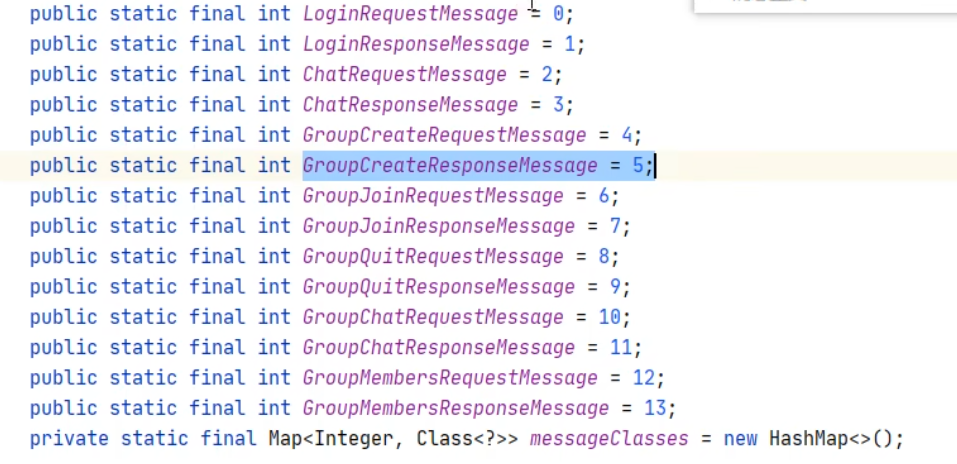 public static final int LoginRequestMessage = 0;
public static final int LoginResponseMessage = 1;
public static final int ChatRequestMessage = 2;
public static final int ChatResponseMessage = 3;
public static final int GroupCreateRequestMessage = 4;
public static final int GroupCreateResponseMessage = 5;
public static final int GroupJoinRequestMessage = 6;
public static final int GroupJoinResponseMessage = 7;
public static final int GroupQuitRequestMessage = 8;
public static final int GroupQuitResponseMessage = 9;
public static final int GroupChatRequestMessage = 10;
public static final int GroupChatResponseMessage = 11;
public static final int GroupMembersRequestMessage = 12;
public static final int GroupMembersResponseMessage = 13;
private static final Map<Integer, Class<?>> messageClasses = new HashMap<>();